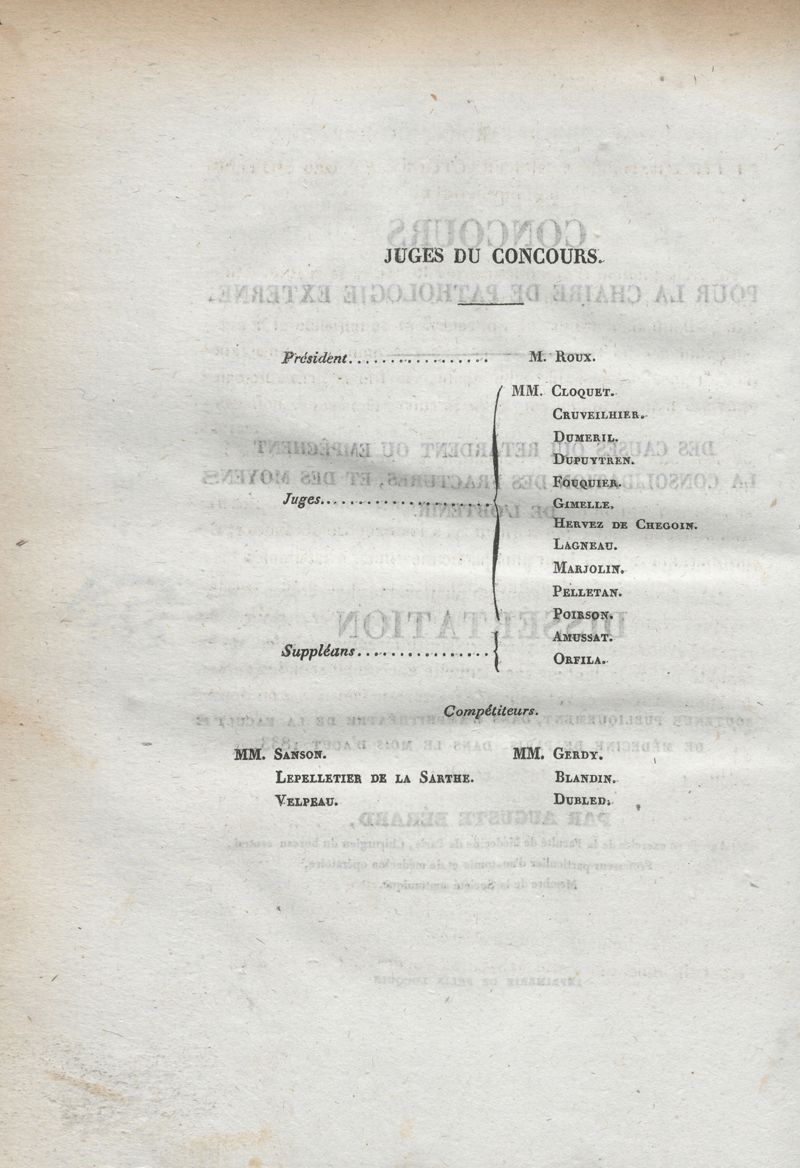 JUGES DU CONCOURS.
Président................. M. Roux.
MM. Cloquet.
Cruveilhier.
Dumeril.
Dupuytren.
Fouquier.
Juges..................... Gimelle.
Hervez de Chegoin.
Lagneau.
Marjolin.
Pelletan.
Poirson.
Amussat.
Suppléans................
Orfila.
Compétiteurs.
MM. Sanson. MM. Gerdy.
Lepelletier de la Sarthe. Blandin.
Velpeau. Dubled.